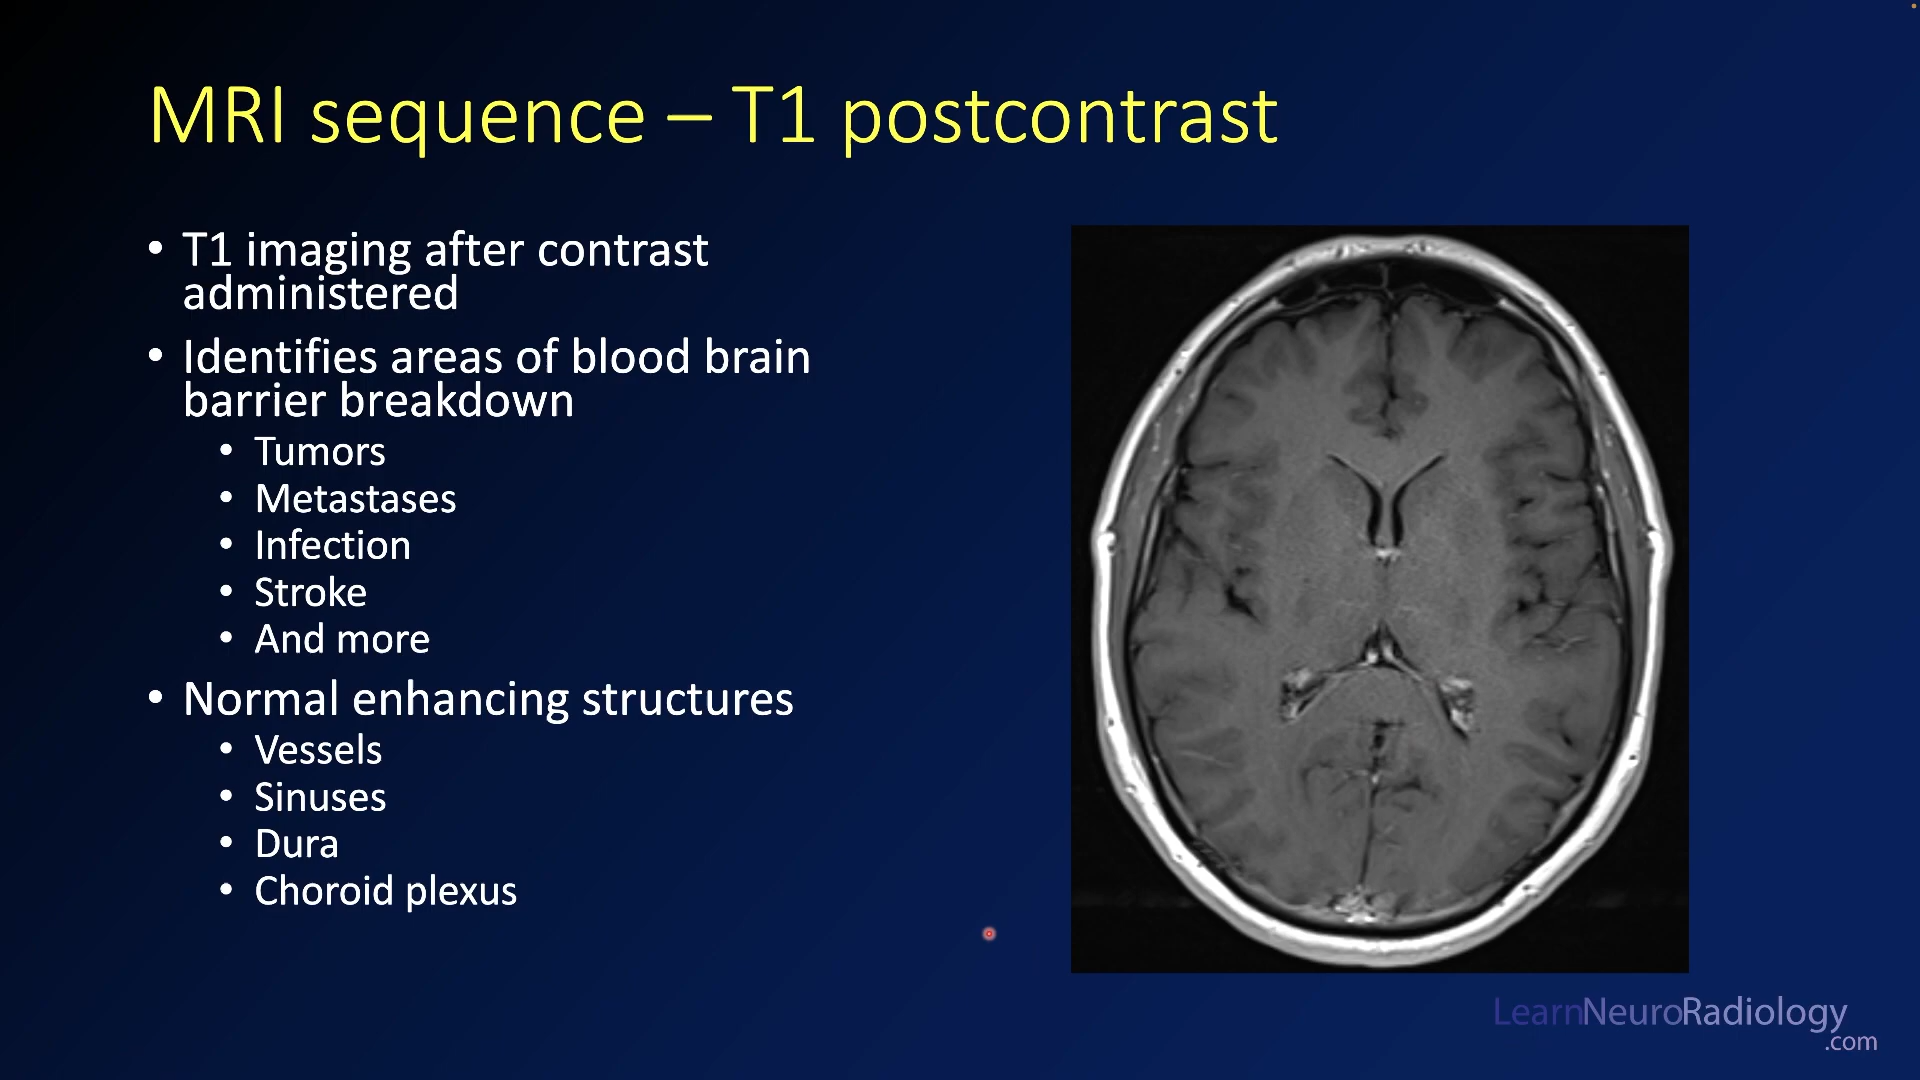 MRI sequence – T1 postcontrast
• T1 imaging after contrast
administered
• Identifies areas of blood brain
barrier breakdown
• Tumors
• Metastases
• Infection
• Stroke
• And more
• Normal enhancing structures
• Vessels
• Sinuses
• Dura
• Choroid plexus
LearnNeuroRadiology
.com